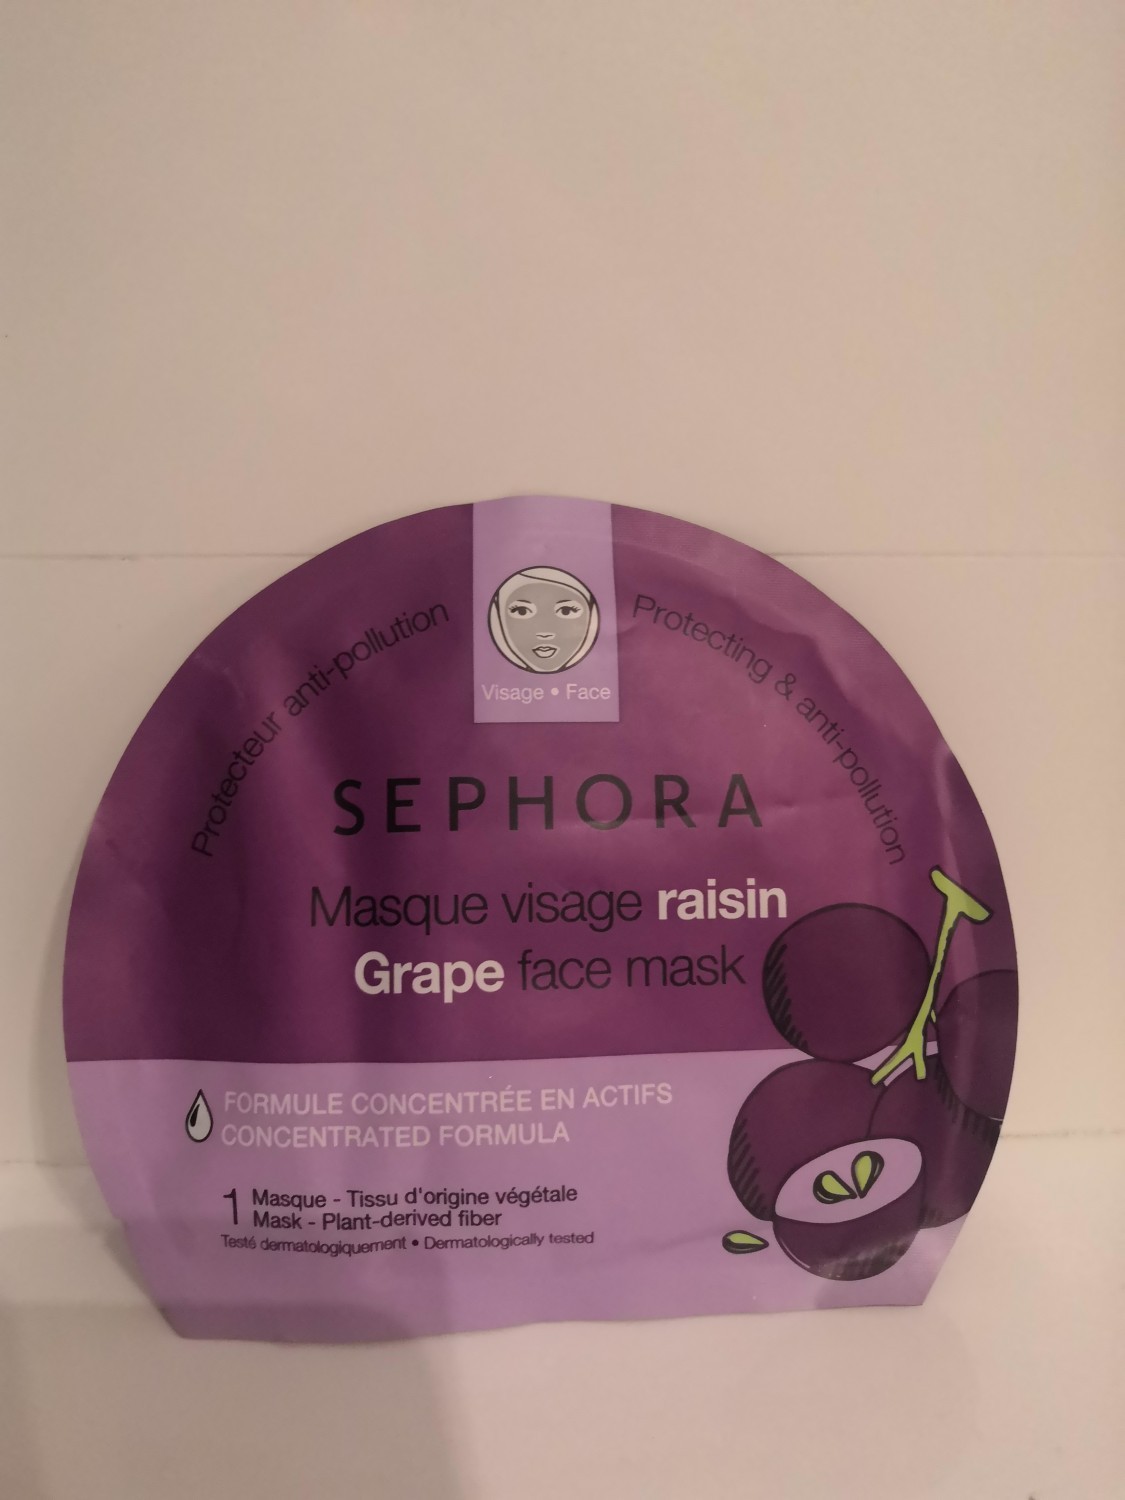 Protecteur anti-pollution
Protecting & anti-pollution
Visage • Face
SEPHORA
Masque visage raisin
Grape face mask
FORMULE CONCENTRÉE EN ACTIFS
CONCENTRATED FORMULA
1 Masque - Tissu d'origine végétale
Mask - Plant-derived fiber
Testé dermatologiquement • Dermatologically tested